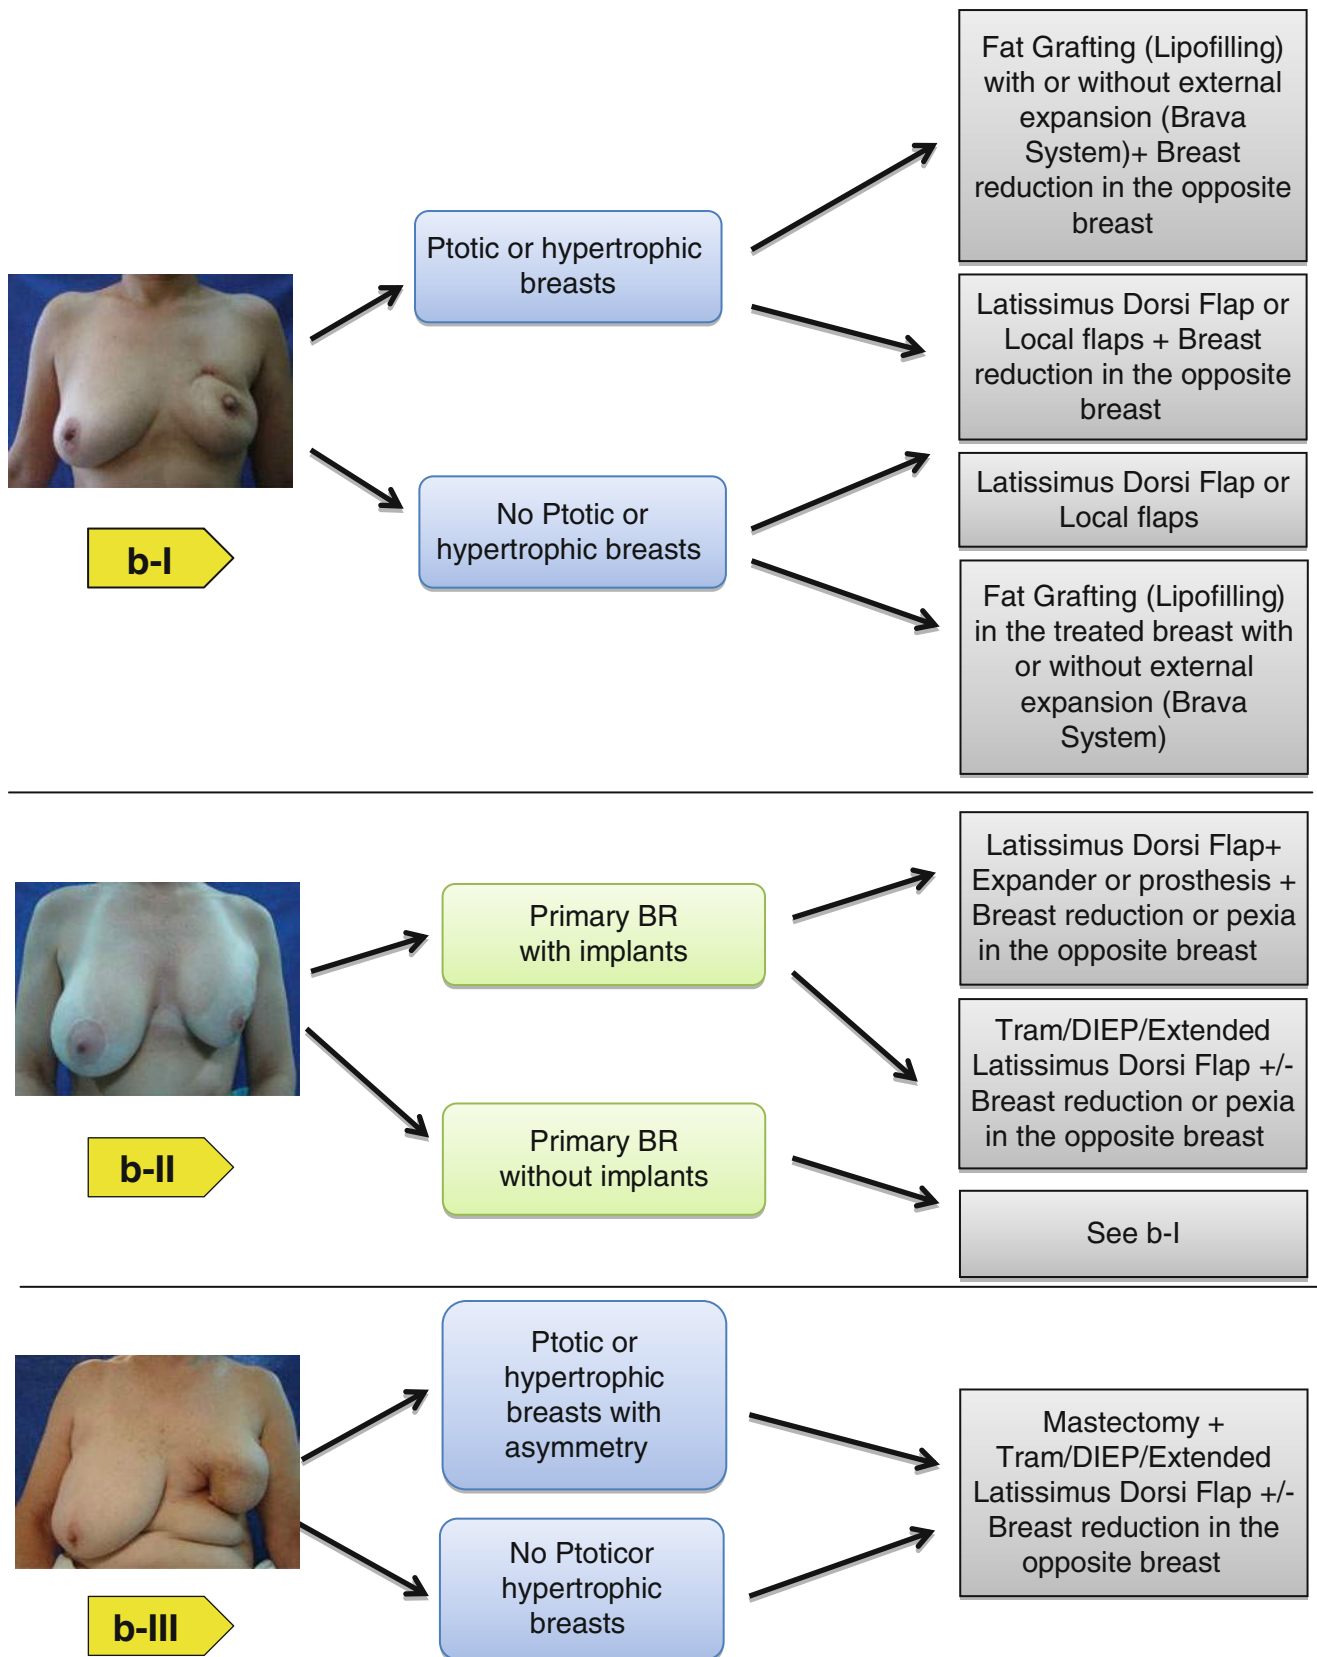 Fat Grafting (Lipofilling)
with or without external
expansion (Brava
System)+ Breast
reduction in the opposite
breast
Ptotic or hypertrophic
breasts
Latissimus Dorsi Flap or
Local flaps + Breast
reduction in the opposite
breast
No Ptotic or
hypertrophic breasts
Latissimus Dorsi Flap or
Local flaps
b-I
Fat Grafting (Lipofilling)
in the treated breast with
or without external
expansion (Brava
System)
Latissimus Dorsi Flap+
Expander or prosthesis +
Breast reduction or pexia
in the opposite breast
Primary BR
with implants
Tram/DIEP/Extended
Latissimus Dorsi Flap +/-
Breast reduction or pexia
in the opposite breast
b-II
Primary BR
without implants
See b-I
Ptotic or
hypertrophic
breasts with
asymmetry
Mastectomy +
Tram/DIEP/Extended
Latissimus Dorsi Flap +/-
Breast reduction in the
opposite breast
No Ptoticor
hypertrophic
breasts
b-III